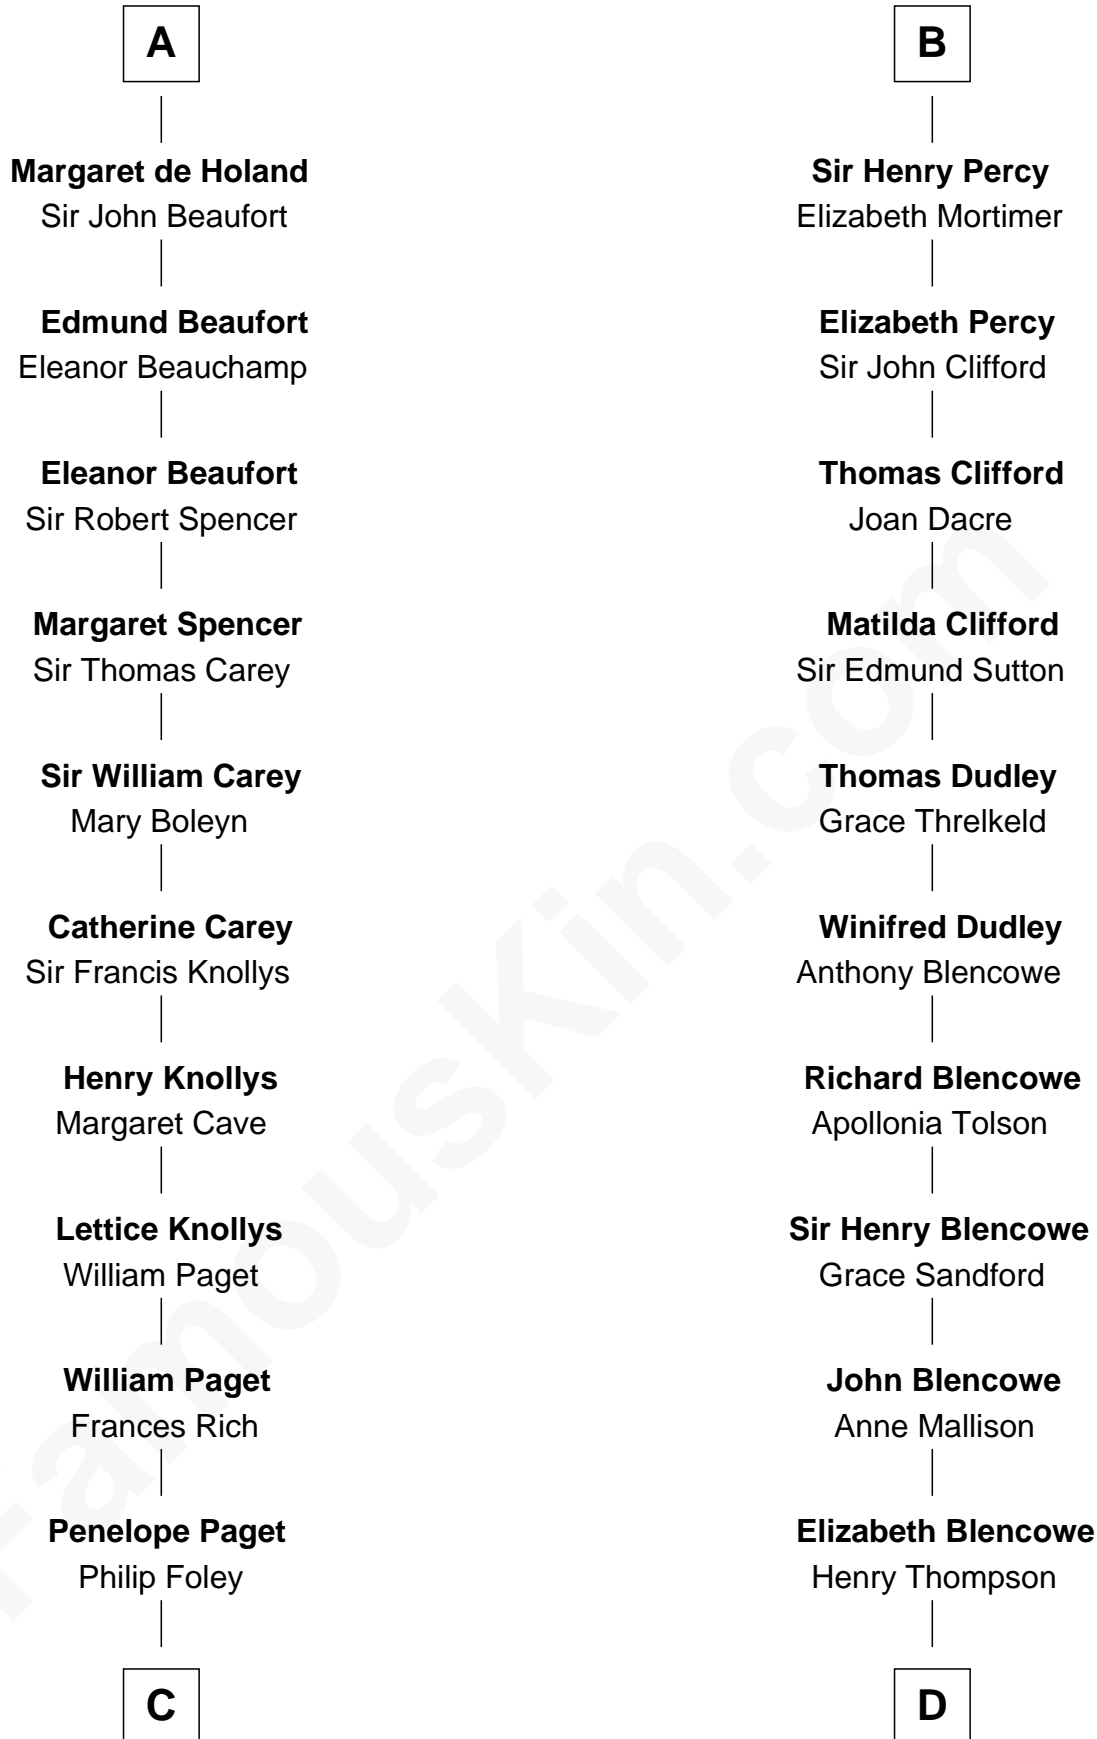 A
Margaret de Holand
Sir John Beaufort
Edmund Beaufort
Eleanor Beauchamp
Eleanor Beaufort
Sir Robert Spencer
Margaret Spencer
Sir Thomas Carey
Sir William Carey
Mary Boleyn
Catherine Carey
Sir Francis Knollys
Henry Knollys
Margaret Cave
Lettice Knollys
William Paget
William Paget
Frances Rich
Penelope Paget
Philip Foley
C
B
Sir Henry Percy
Elizabeth Mortimer
Elizabeth Percy
Sir John Clifford
Thomas Clifford
Joan Dacre
Matilda Clifford
Sir Edmund Sutton
Thomas Dudley
Grace Threlkeld
Winifred Dudley
Anthony Blencowe
Richard Blencowe
Apollonia Tolson
Sir Henry Blencowe
Grace Sandford
John Blencowe
Anne Mallison
Elizabeth Blencowe
Henry Thompson
D
FamousKin.com